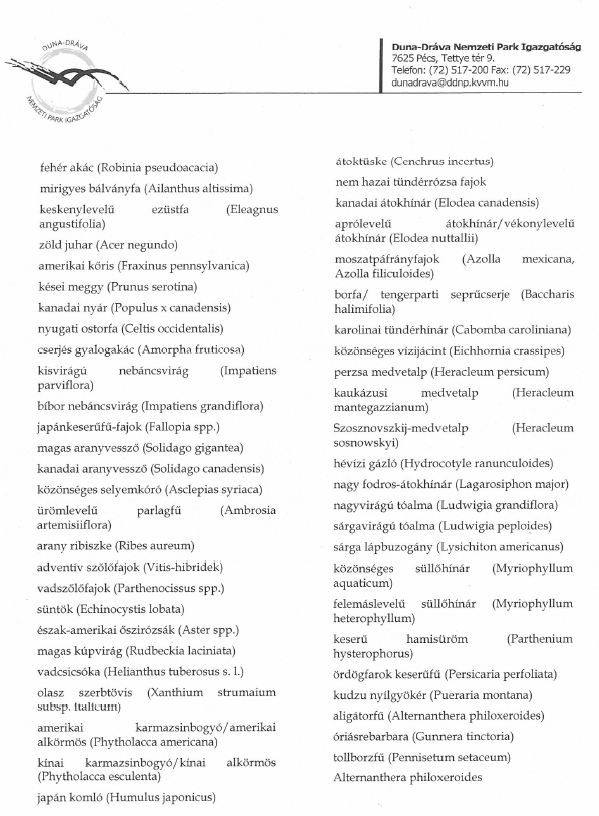 DUNA-DRÁVA
NEMZETI PARK IGAZGATÓSÁG
Duna-Dráva Nemzeti Park Igazgatóság
7625 Pécs, Tettye tér 9.
Telefon: (72) 517-200 Fax: (72) 517-229
dunadrava@ddnp.kvvm.hu
fehér akác (Robinia pseudoacacia)
mirigyes bálványfa (Ailanthus altissima)
keskenylevelű ezüstfa (Eleagnus
angustifolia)
zöld juhar (Acer negundo)
amerikai kőris (Fraxinus pennsylvanica)
kései meggy (Prunus serotina)
kanadai nyár (Populus x canadensis)
nyugati ostorfa (Celtis occidentalis)
cserjés gyalogakác (Amorpha fruticosa)
kisvirágú nebáncsvirág (Impatiens
parviflora)
bíbor nebáncsvirág (Impatiens grandiflora)
japánkeserűfű-fajok (Fallopia spp.)
magas aranyvessző (Solidago gigantea)
kanadai aranyvessző (Solidago canadensis)
közönséges selyemkóró (Asclepias syriaca)
ürömlevelű parlagfű (Ambrosia
artemisiiflora)
arany ribiszke (Ribes aureum)
adventív szőlőfajok (Vitis-hibridek)
vadszőlőfajok (Parthenocissus spp.)
süntök (Echinocystis lobata)
észak-amerikai őszirózsák (Aster spp.)
magas kúpvirág (Rudbeckia laciniata)
vadcsicsóka (Helianthus tuberosus s. l.)
olasz szerbtövis (Xanthium strumaium
subsp. italicum)
amerikai karmazsinbogyó/amerikai
alkörmös (Phytholacca americana)
kínai karmazsinbogyó/kínai alkörmös
(Phytholacca esculenta)
japán komló (Humulus japonicus)
átoktüske (Cenchrus incertus)
nem hazai tündérrózsa fajok
kanadai átokhínár (Elodea canadensis)
aprólevelű átokhínár/vékonylevelű
átokhínár (Elodea nuttallii)
moszatpáfrányfajok (Azolla mexicana,
Azolla filiculoides)
borfa/ tengerparti seprűcserje (Baccharis
halimifolia)
karolinai tündérhínár (Cabomba caroliniana)
közönséges vízijácint (Eichhornia crassipes)
perzsa medvetalp (Heracleum persicum)
kaukázusi medvetalp (Heracleum
mantegazzianum)
Szosznovszkij-medvetalp (Heracleum
sosnowskyi)
hévízi gázló (Hydrocotyle ranunculoides)
nagy fodros-átokhínár (Lagarosiphon major)
nagyvirágú tóalma (Ludwigia grandiflora)
sárgavirágú tóalma (Ludwigia peploides)
sárga lápbuzogány (Lysichiton americanus)
közönséges süllőhínár (Myriophyllum
aquaticum)
felemáslevelű süllőhínár (Myriophyllum
heterophyllum)
keserű hamisüröm (Parthenium
hysterophorus)
ördögfarok keserűfű (Persicaria perfoliata)
kudzu nyílgyökér (Pueraria montana)
aligátorfű (Alternanthera philoxeroides)
óriásrebarbara (Gunnera tinctoria)
tollborzfű (Pennisetum setaceum)
Alternanthera philoxeroides